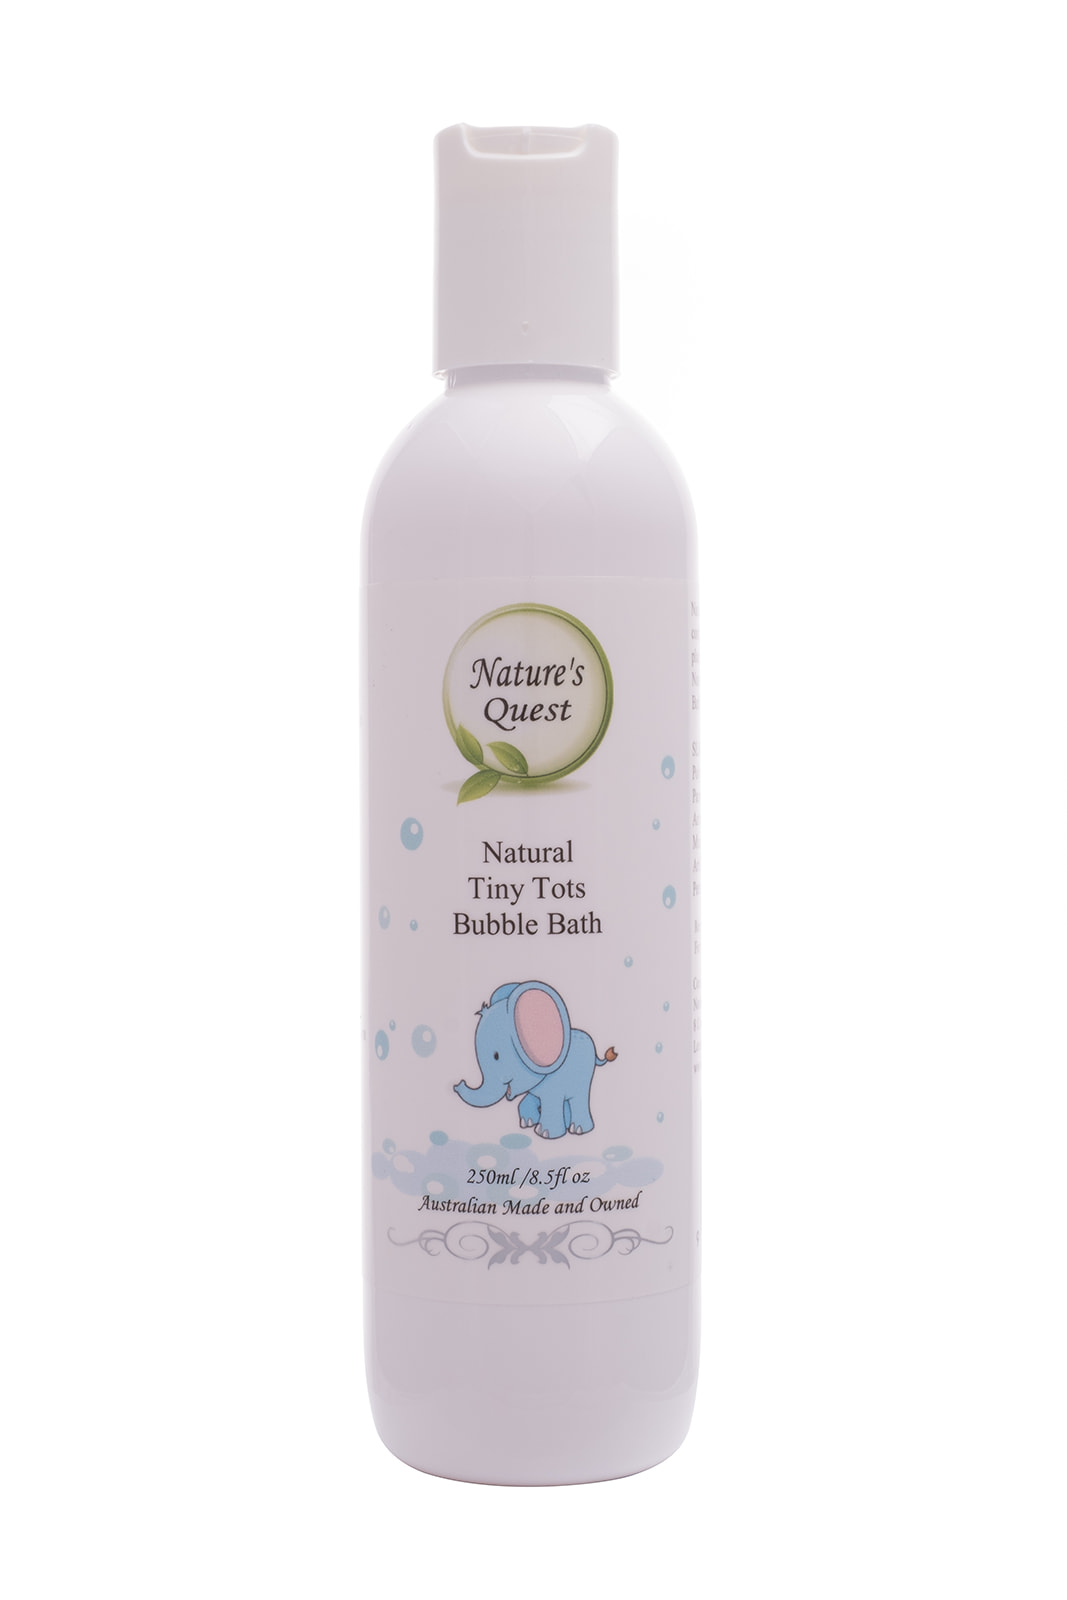 Nature's
Quest
Natural
Tiny Tots
Bubble Bath
250ml /8.5fl oz
Australian Made and Owned